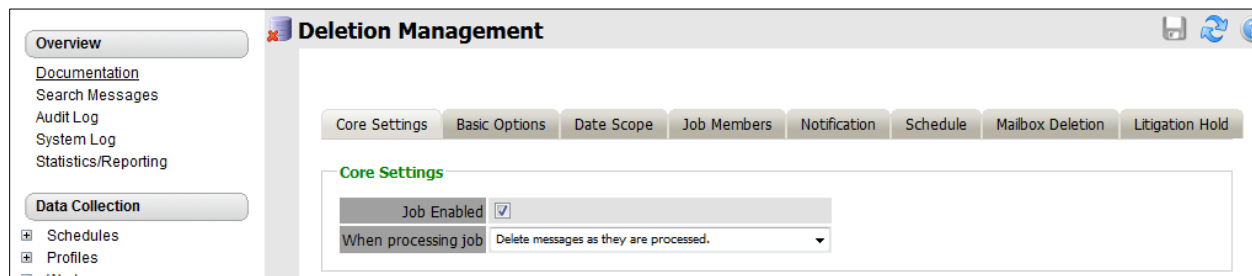 Deletion Management
Overview
Documentation
Search Messages
Audit Log
System Log
Statistics/Reporting
Data Collection
Schedules
Profiles
Core Settings Basic Options Date Scope Job Members Notification Schedule Mailbox Deletion Litigation Hold
Core Settings
Job Enabled
When processing job Delete messages as they are processed.